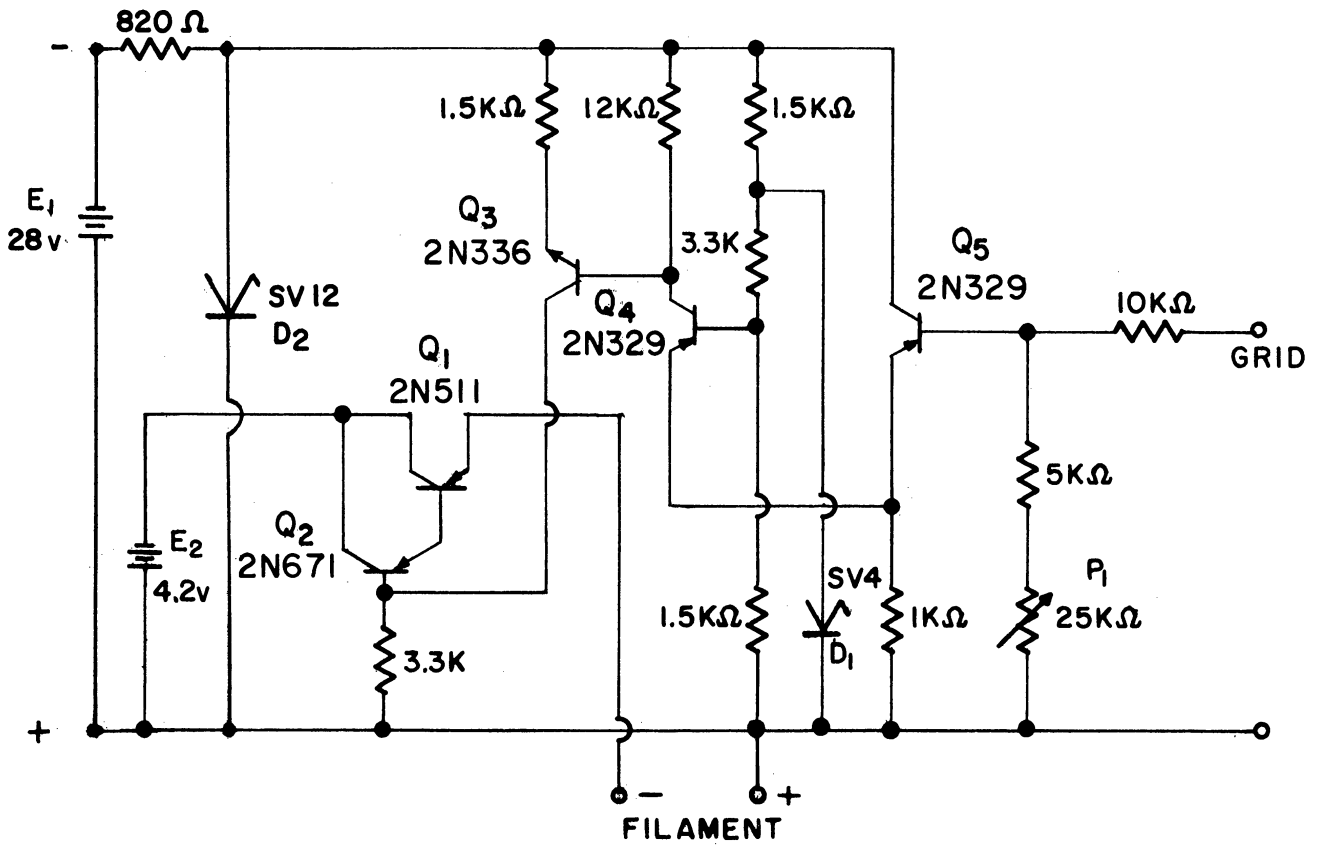 820 Ω
−
1.5KΩ
12KΩ
1.5KΩ
E1
28v
Q3
2N336
3.3K
Q5
2N329
SV12
D2
Q4
2N329
10KΩ
GRID
Q1
2N511
5KΩ
Q2
2N671
E2
4.2v
SV4
P1
25KΩ
1.5KΩ
1KΩ
D1
3.3K
+
−
+
FILAMENT